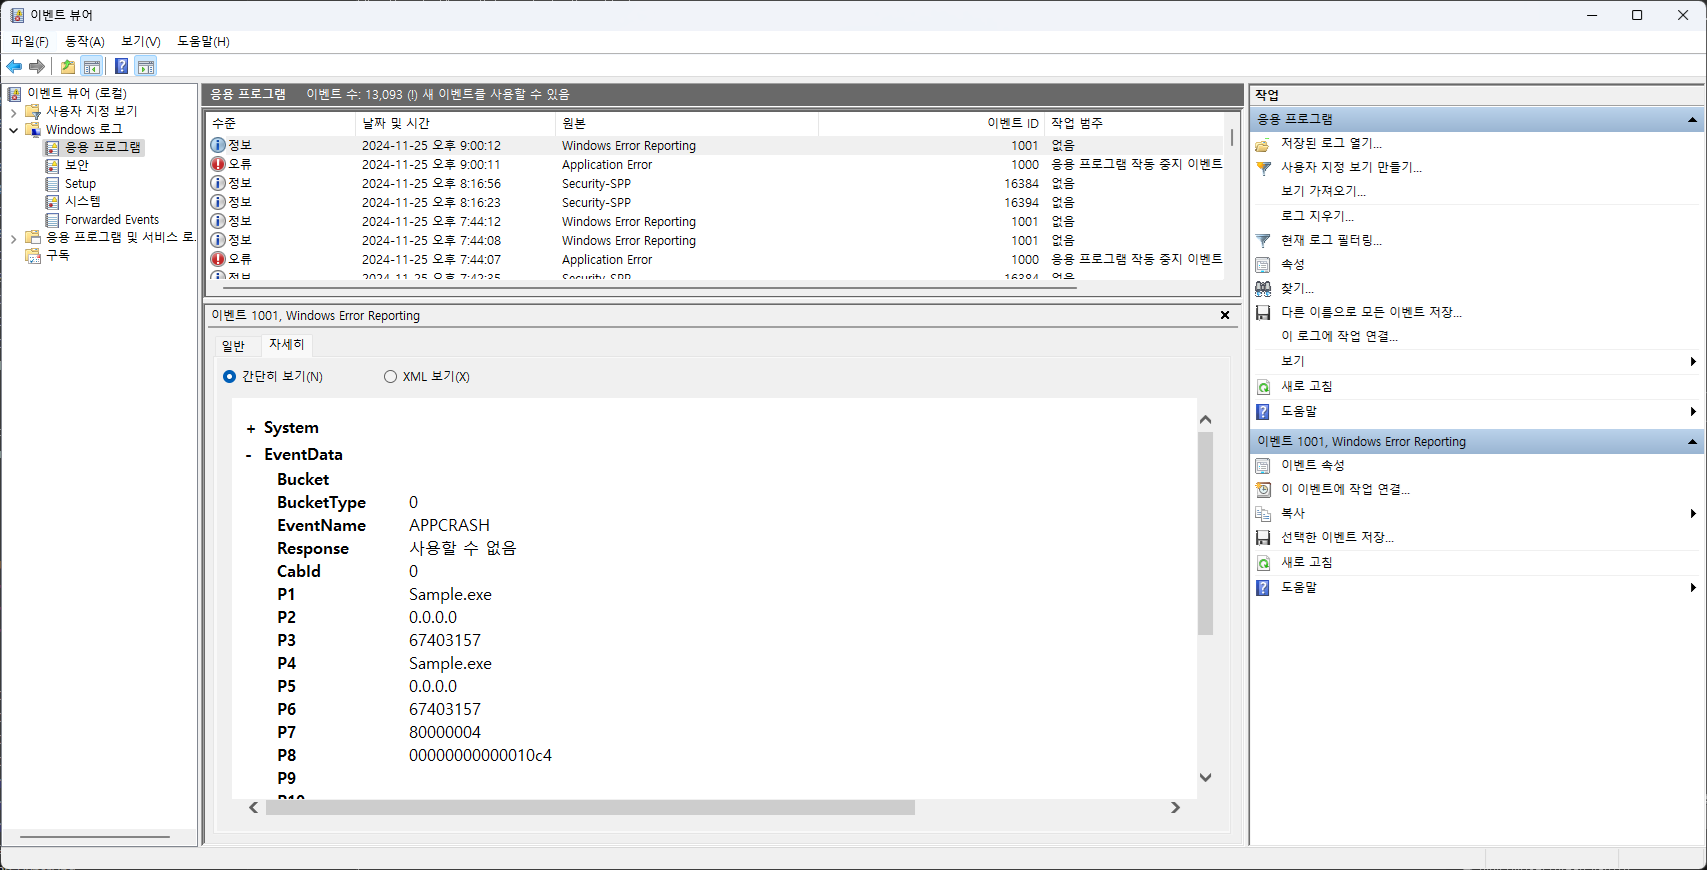 이벤트 뷰어
파일(F) 동작(A) 보기(V) 도움말(H)
이벤트 뷰어 (로컬)
사용자 지정 보기
Windows 로그
응용 프로그램
보안
Setup
시스템
Forwarded Events
응용 프로그램 및 서비스 로
구독
응용 프로그램 이벤트 수: 13,093 (!) 새 이벤트를 사용할 수 있음
수준 날짜 및 시간 원본 이벤트 ID 작업 범주
정보 2024-11-25 오후 9:00:12 Windows Error Reporting 1001 없음
오류 2024-11-25 오후 9:00:11 Application Error 1000 응용 프로그램 작동 중지 이벤트
정보 2024-11-25 오후 8:16:56 Security-SPP 16384 없음
정보 2024-11-25 오후 8:16:23 Security-SPP 16394 없음
정보 2024-11-25 오후 7:44:12 Windows Error Reporting 1001 없음
정보 2024-11-25 오후 7:44:08 Windows Error Reporting 1001 없음
오류 2024-11-25 오후 7:44:07 Application Error 1000 응용 프로그램 작동 중지 이벤트
정보 2024-11-25 오후 7:42:35 Security-SPP 16384 없음
이벤트 1001, Windows Error Reporting
일반 자세히
간단히 보기(N) XML 보기(X)
+ System
- EventData
Bucket
BucketType 0
EventName APPCRASH
Response 사용할 수 없음
CabId 0
P1 Sample.exe
P2 0.0.0.0
P3 67403157
P4 Sample.exe
P5 0.0.0.0
P6 67403157
P7 80000004
P8 00000000000010c4
P9
P10
작업
응용 프로그램
저장된 로그 열기...
사용자 지정 보기 만들기...
보기 가져오기...
로그 지우기...
현재 로그 필터링...
속성
찾기...
다른 이름으로 모든 이벤트 저장...
이 로그에 작업 연결...
보기
새로 고침
도움말
이벤트 1001, Windows Error Reporting
이벤트 속성
이 이벤트에 작업 연결...
복사
선택한 이벤트 저장...
새로 고침
도움말